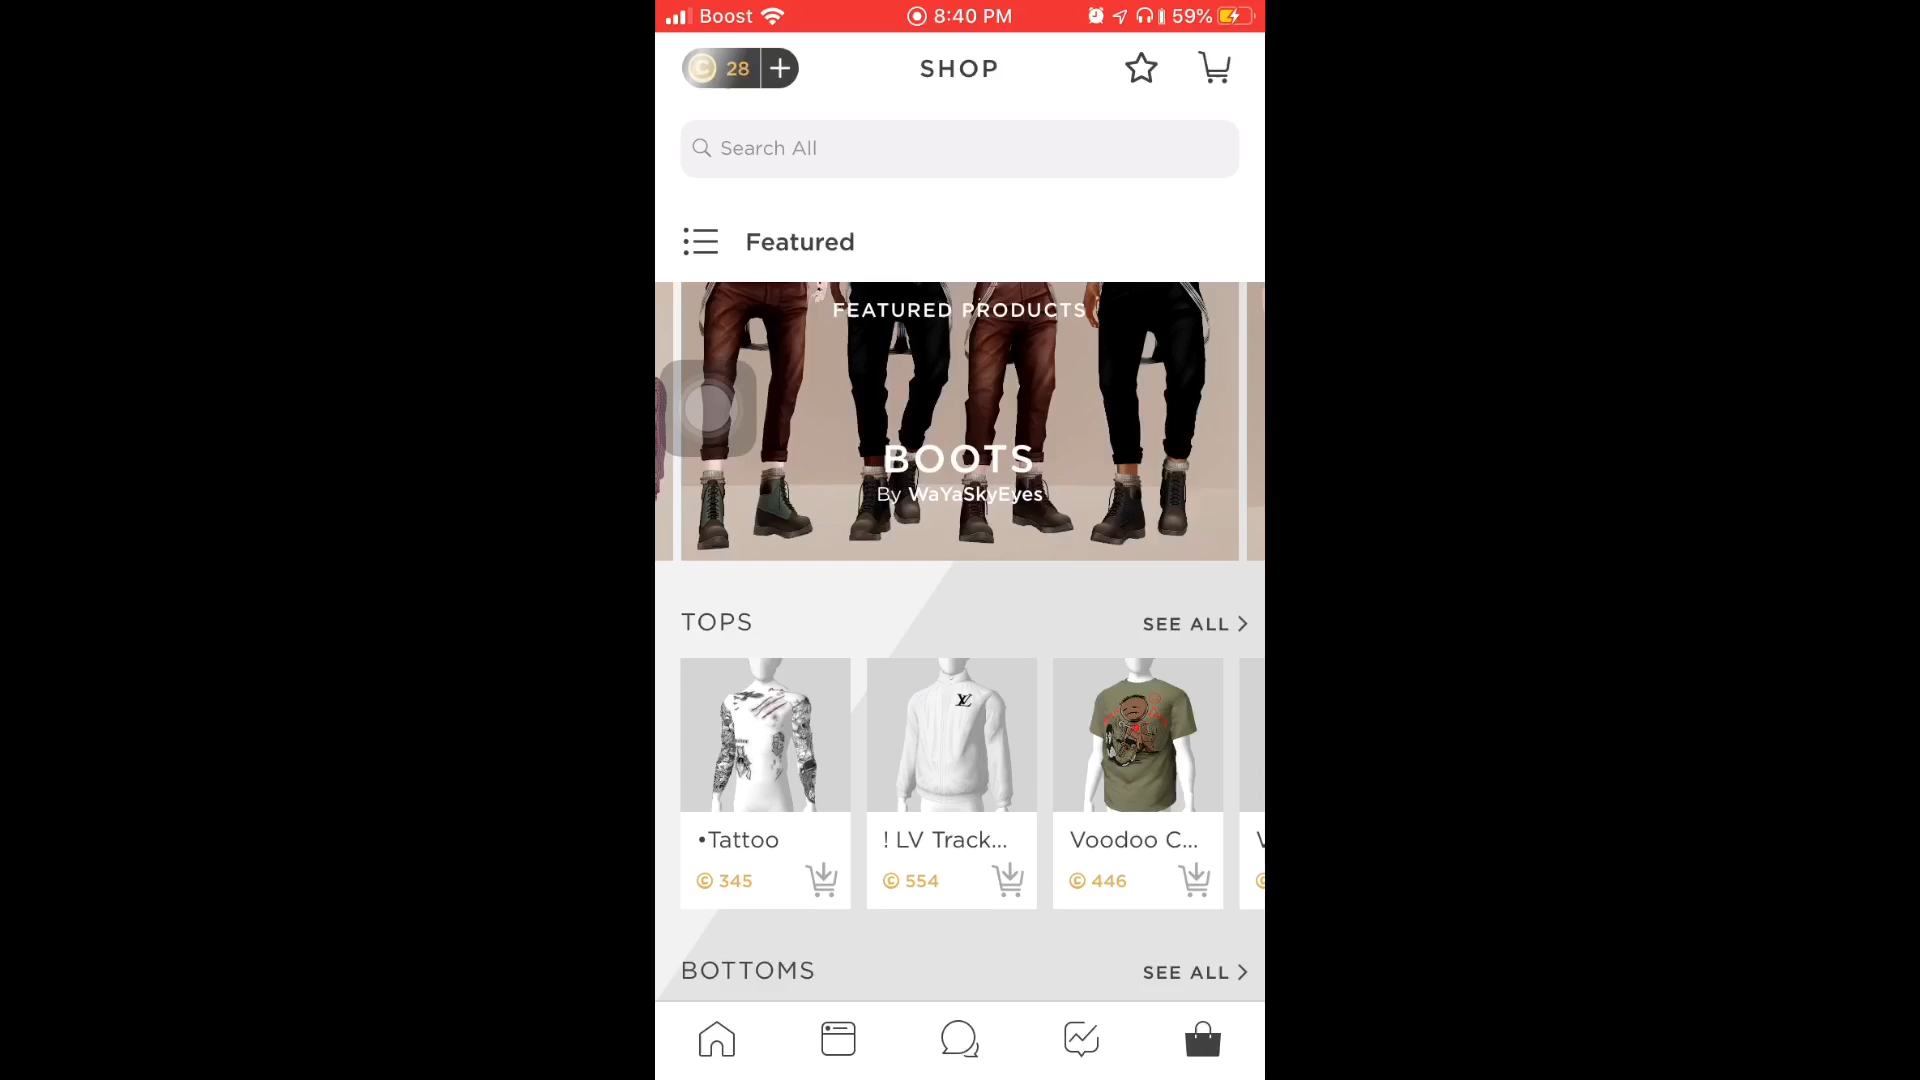 Boost 8:40 PM 59%
28 SHOP
Search All
Featured
FEATURED PRODUCTS
BOOTS
By WaYaSkyEyes
TOPS SEE ALL
•Tattoo ! LV Track... Voodoo C...
345 554 446
BOTTOMS SEE ALL